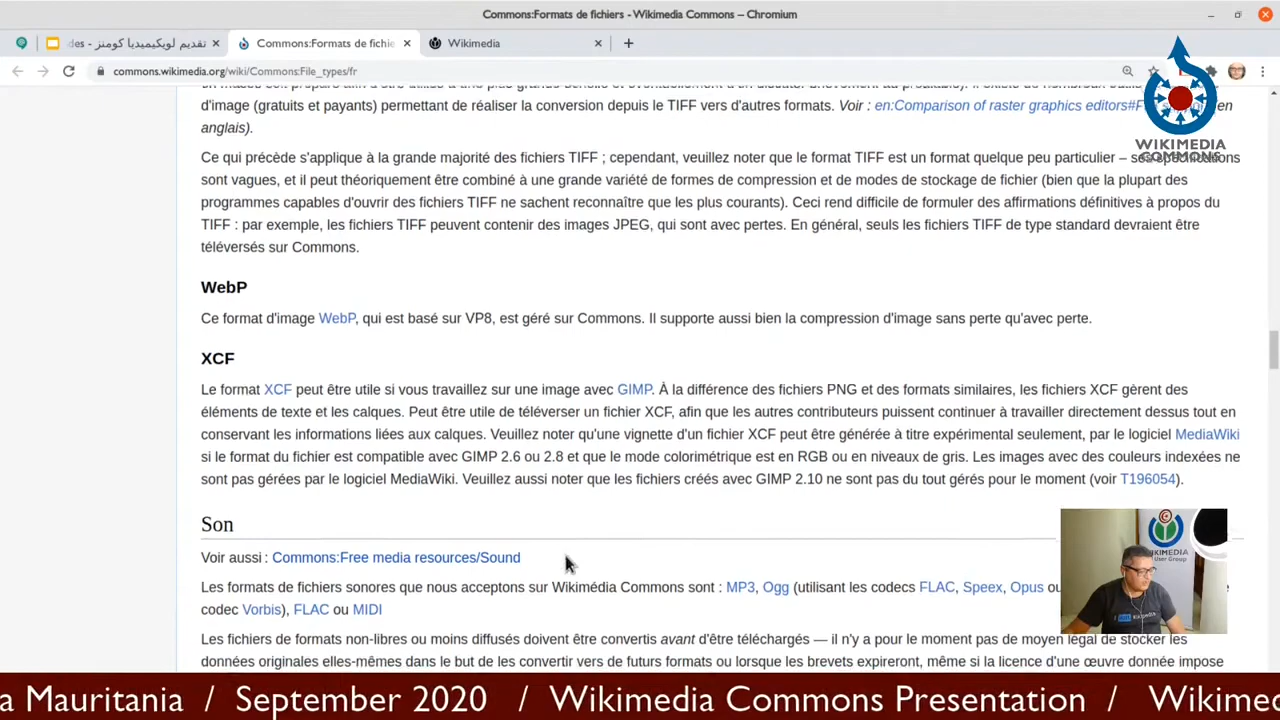 Commons:Formats de fichiers - Wikimedia Commons – Chromium
تقديم لويكيميديا كومنز - des
Commons:Formats de fichie
Wikimedia
commons.wikimedia.org/wiki/Commons:File_types/fr
d'image (gratuits et payants) permettant de réaliser la conversion depuis le TIFF vers d'autres formats. Voir : en:Comparison of raster graphics editors#F en
anglais).
WIKIMEDIA
COMMONS
Ce qui précède s'applique à la grande majorité des fichiers TIFF ; cependant, veuillez noter que le format TIFF est un format quelque peu particulier – ses spécifications
sont vagues, et il peut théoriquement être combiné à une grande variété de formes de compression et de modes de stockage de fichier (bien que la plupart des
programmes capables d'ouvrir des fichiers TIFF ne sachent reconnaître que les plus courants). Ceci rend difficile de formuler des affirmations définitives à propos du
TIFF : par exemple, les fichiers TIFF peuvent contenir des images JPEG, qui sont avec pertes. En général, seuls les fichiers TIFF de type standard devraient être
téléversés sur Commons.
WebP
Ce format d'image WebP, qui est basé sur VP8, est géré sur Commons. Il supporte aussi bien la compression d'image sans perte qu'avec perte.
XCF
Le format XCF peut être utile si vous travaillez sur une image avec GIMP. À la différence des fichiers PNG et des formats similaires, les fichiers XCF gèrent des
éléments de texte et les calques. Peut être utile de téléverser un fichier XCF, afin que les autres contributeurs puissent continuer à travailler directement dessus tout en
conservant les informations liées aux calques. Veuillez noter qu'une vignette d'un fichier XCF peut être générée à titre expérimental seulement, par le logiciel MediaWiki
si le format du fichier est compatible avec GIMP 2.6 ou 2.8 et que le mode colorimétrique est en RGB ou en niveaux de gris. Les images avec des couleurs indexées ne
sont pas gérées par le logiciel MediaWiki. Veuillez aussi noter que les fichiers créés avec GIMP 2.10 ne sont pas du tout gérés pour le moment (voir T196054).
Son
Voir aussi : Commons:Free media resources/Sound
Les formats de fichiers sonores que nous acceptons sur Wikimédia Commons sont : MP3, Ogg (utilisant les codecs FLAC, Speex, Opus ou
codec Vorbis), FLAC ou MIDI
WIKIMEDIA
User Group
Les fichiers de formats non-libres ou moins diffusés doivent être convertis avant d'être téléchargés — il n'y a pour le moment pas de moyen légal de stocker les
données originales elles-mêmes dans le but de convertir vers de futurs formats ou lorsque les brevets expireront, même si la licence d'une œuvre donnée impose
a Mauritania / September 2020 / Wikimedia Commons Presentation / Wikimed